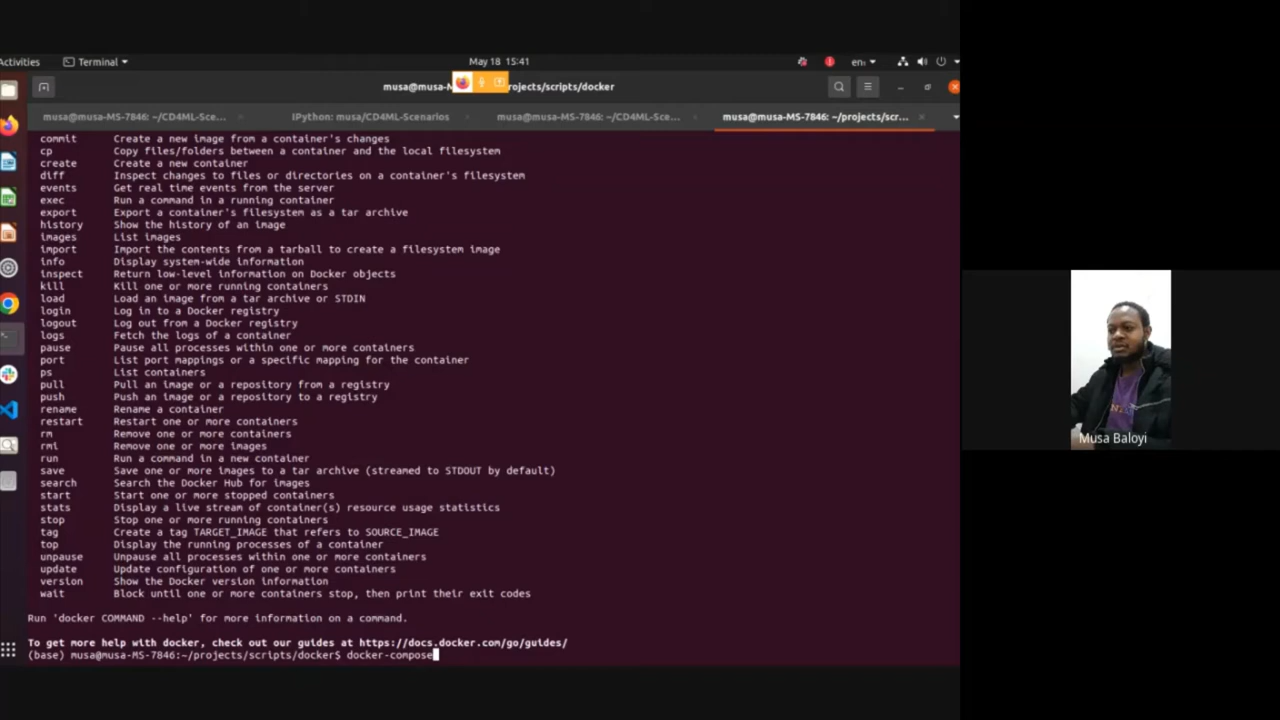 Activities
Terminal
May 18 15:41
en
musa@musa-M
rojects/scripts/docker
musa@musa-MS-7846: ~/CD4ML-Sce...
IPython: musa/CD4ML-Scenarios
musa@musa-MS-7846: ~/CD4ML-Sce...
musa@musa-MS-7846: ~/projects/scr...
commit Create a new image from a container's changes
cp Copy files/folders between a container and the local filesystem
create Create a new container
diff Inspect changes to files or directories on a container's filesystem
events Get real time events from the server
exec Run a command in a running container
export Export a container's filesystem as a tar archive
history Show the history of an image
images List images
import Import the contents from a tarball to create a filesystem image
info Display system-wide information
inspect Return low-level information on Docker objects
kill Kill one or more running containers
load Load an image from a tar archive or STDIN
login Log in to a Docker registry
logout Log out from a Docker registry
logs Fetch the logs of a container
pause Pause all processes within one or more containers
port List port mappings or a specific mapping for the container
ps List containers
pull Pull an image or a repository from a registry
push Push an image or a repository to a registry
rename Rename a container
restart Restart one or more containers
rm Remove one or more containers
rmi Remove one or more images
run Run a command in a new container
save Save one or more images to a tar archive (streamed to STDOUT by default)
search Search the Docker Hub for images
start Start one or more stopped containers
stats Display a live stream of container(s) resource usage statistics
stop Stop one or more running containers
tag Create a tag TARGET_IMAGE that refers to SOURCE_IMAGE
top Display the running processes of a container
unpause Unpause all processes within one or more containers
update Update configuration of one or more containers
version Show the Docker version information
wait Block until one or more containers stop, then print their exit codes
Run 'docker COMMAND --help' for more information on a command.
To get more help with docker, check out our guides at https://docs.docker.com/go/guides/
(base) musa@musa-MS-7846:~/projects/scripts/docker$ docker-compose
Musa Baloyi